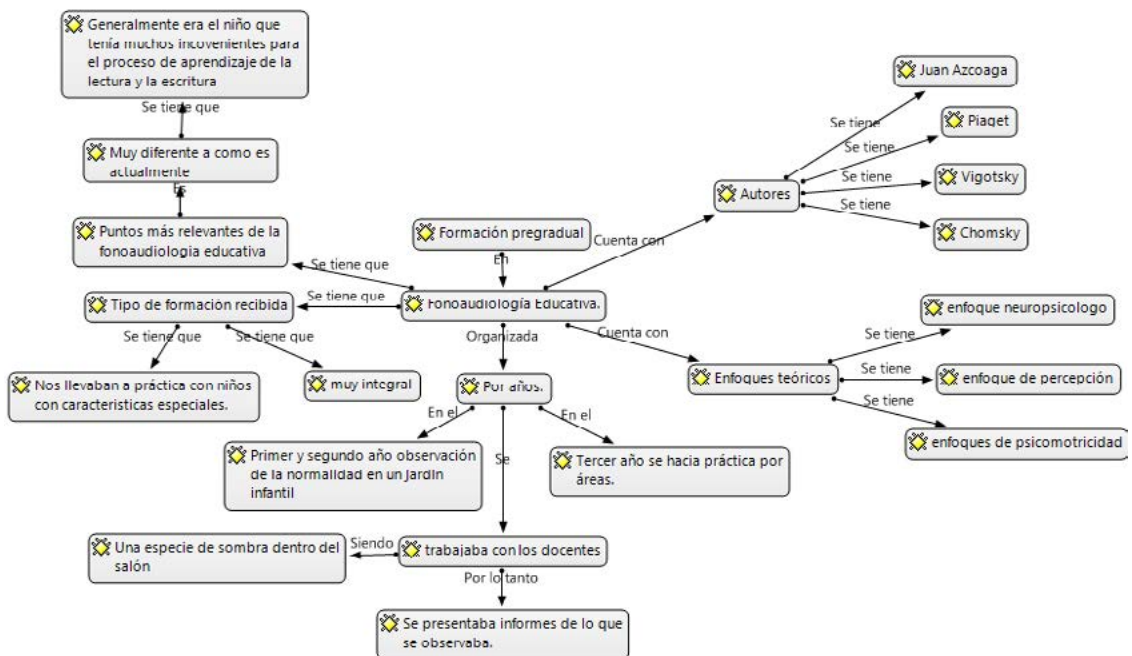 Generalmente era el niño que
tenía muchos incovenientes para
el proceso de aprendizaje de la
lectura y la escritura
Se tiene que
Muy diferente a como es
actualmente
Es
Puntos más relevantes de la
fonoaudiologia educativa
Se tiene que
Formación pregradual
En
Fonoaudiología Educativa.
Se tiene que
Tipo de formación recibida
Se tiene que
Se tiene que
Nos llevaban a práctica con niños
con caracteristicas especiales.
muy integral
Cuenta con
Autores
Se tiene
Juan Azcoaga
Se tiene
Piaget
Se tiene
Vigotsky
Se tiene
Chomsky
Cuenta con
Enfoques teóricos
Se tiene
enfoque neuropsicologo
Se tiene
enfoque de percepción
Se tiene
enfoques de psicomotricidad
Organizada
Por años.
En el
Primer y segundo año observación
de la normalidad en un jardin
infantil
En el
Tercer año se hacia práctica por
áreas.
Se
trabajaba con los docentes
Siendo
Una especie de sombra dentro del
salón
Por lo tanto
Se presentaba informes de lo que
se observaba.